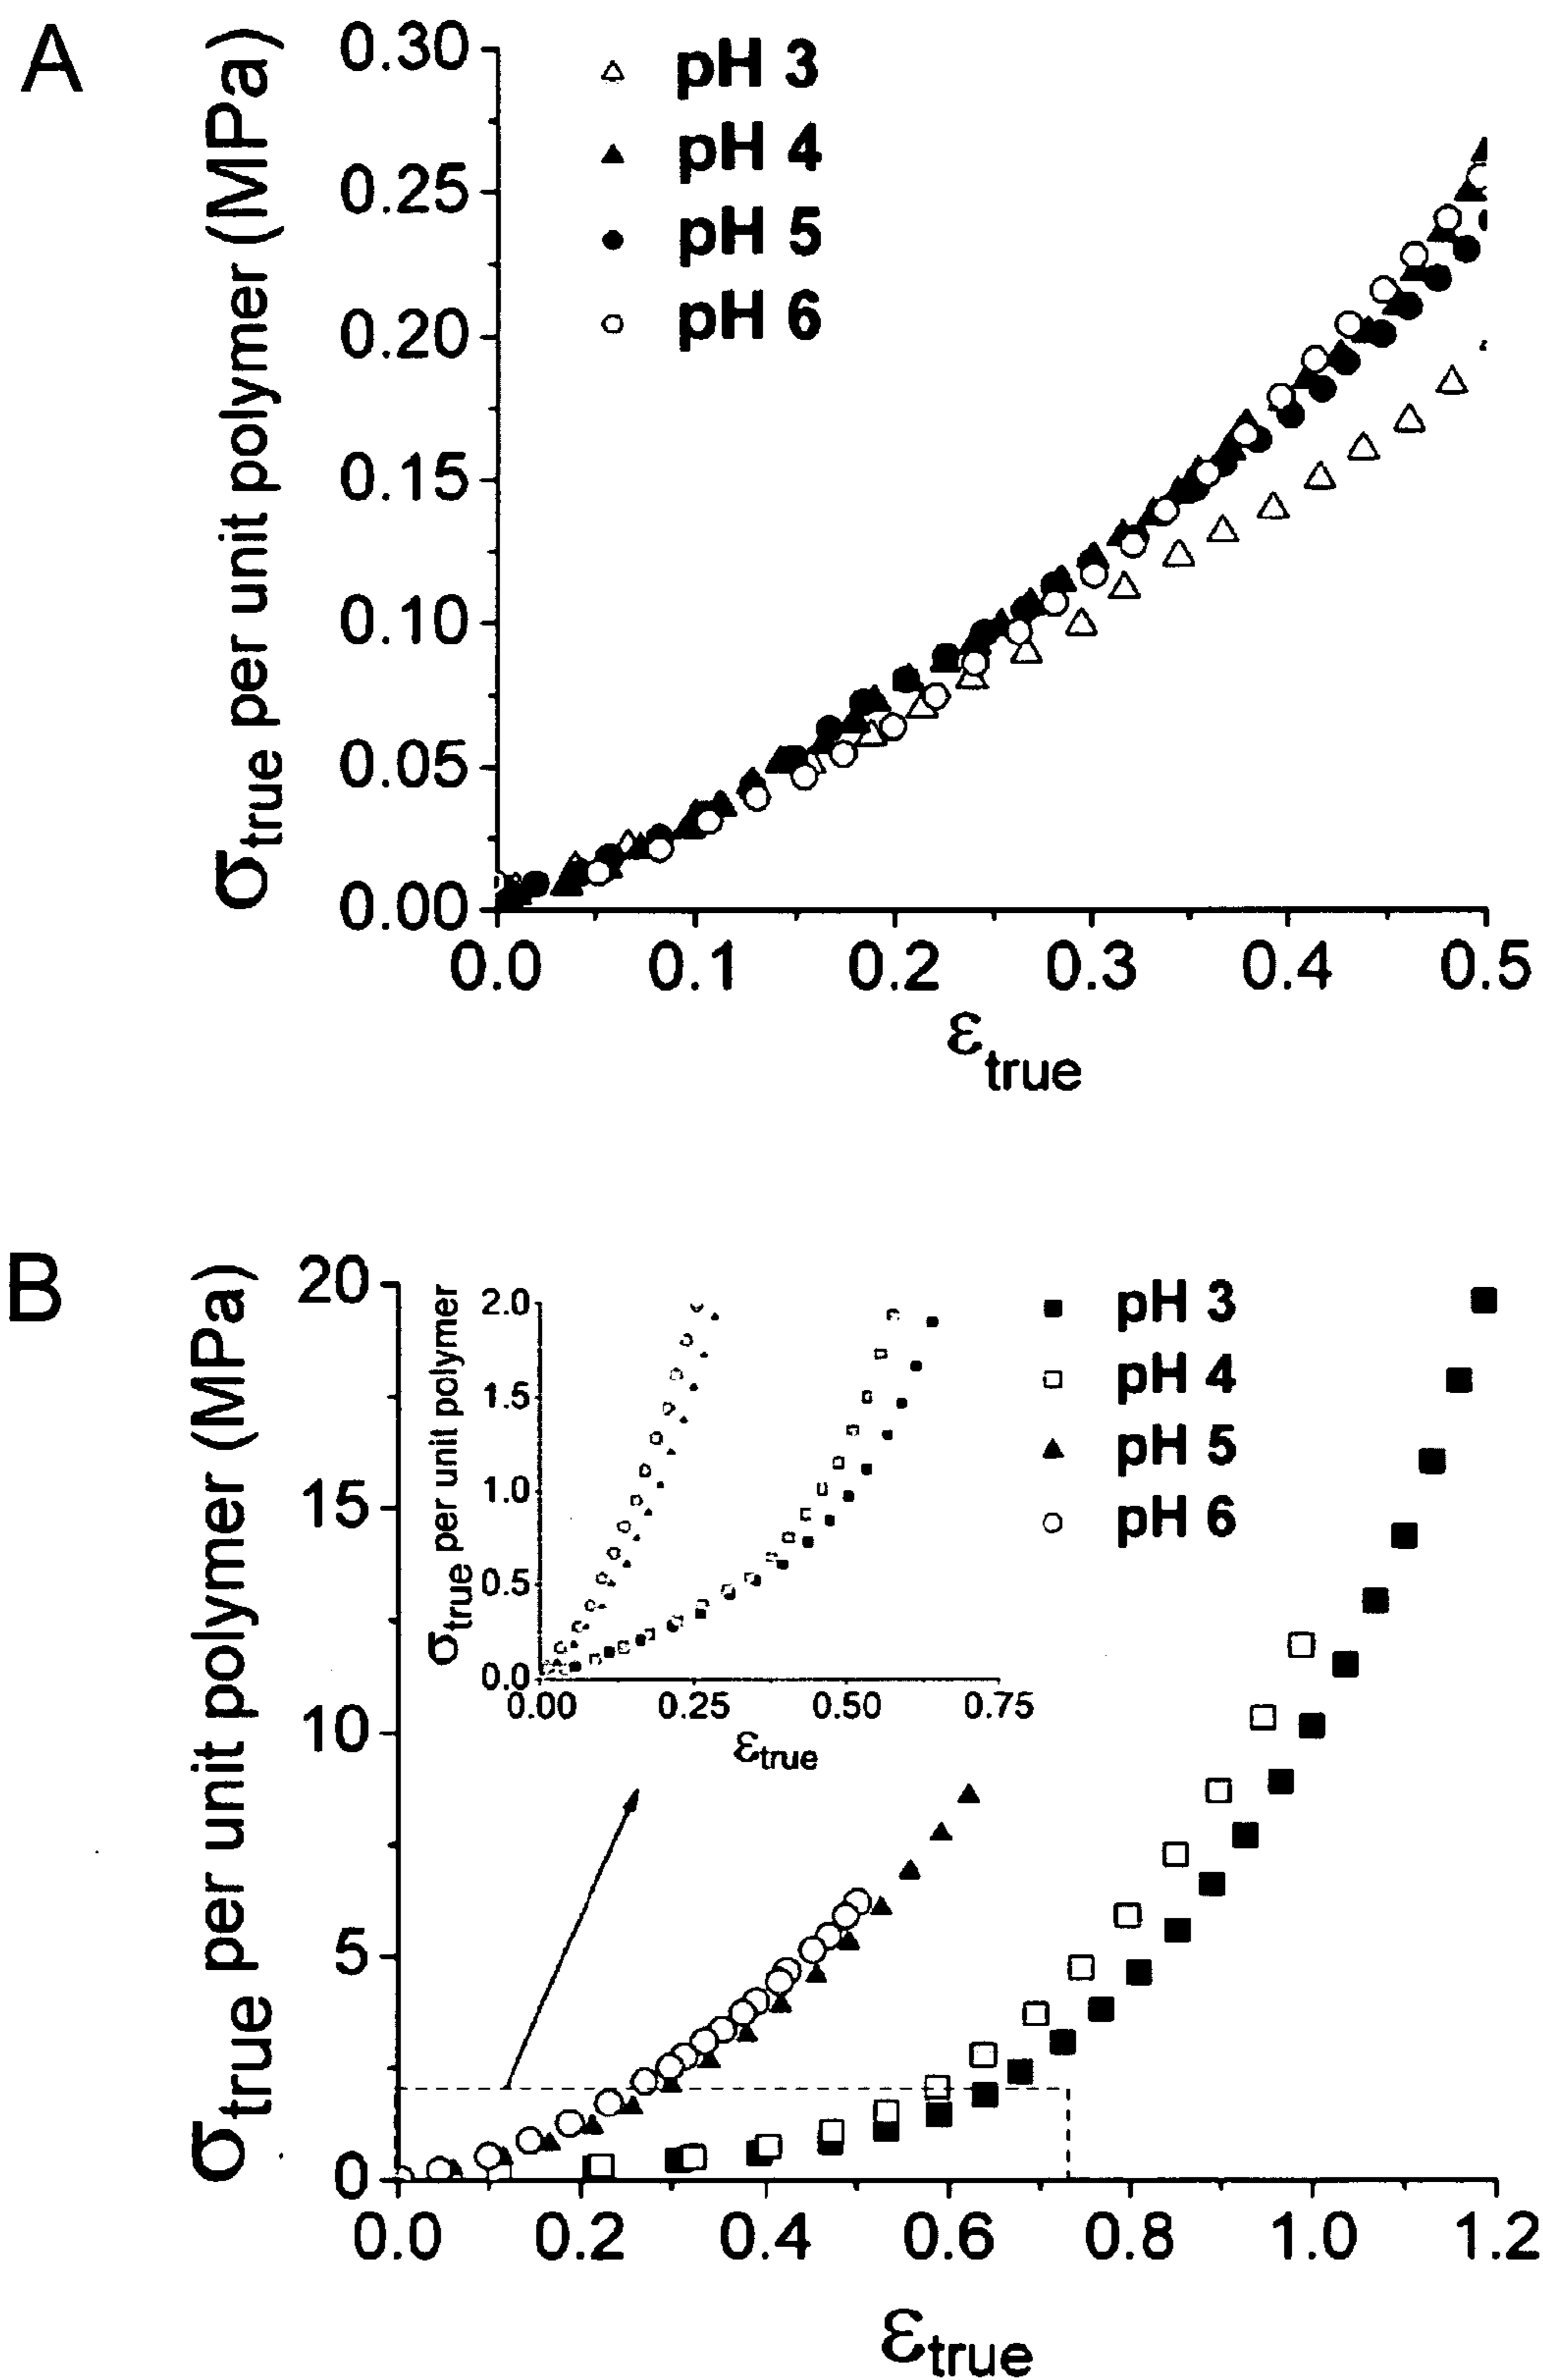 A
σtrue per unit polymer (MPa)
0.30
0.25
0.20
0.15
0.10
0.05
0.00
pH 3
pH 4
pH 5
pH 6
0.0 0.1 0.2 0.3 0.4 0.5
εtrue
B
σtrue per unit polymer (MPa)
20
15
10
5
0
σtrue per unit polymer
2.0
1.5
1.0
0.5
0.0
0.00 0.25 0.50 0.75
εtrue
pH 3
pH 4
pH 5
pH 6
0.0 0.2 0.4 0.6 0.8 1.0 1.2
εtrue